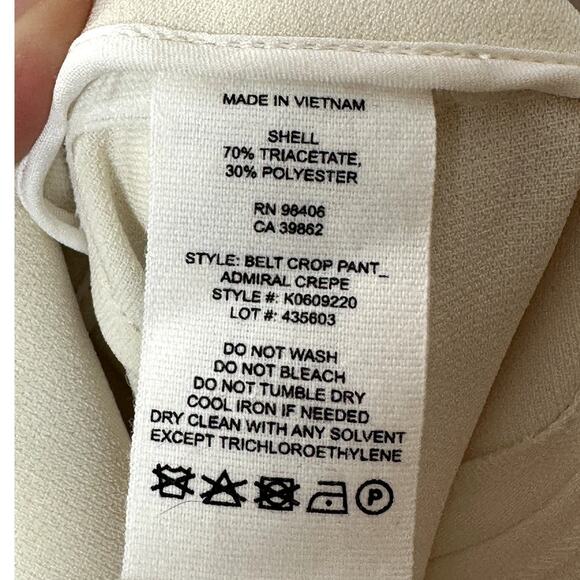 MADE IN VIETNAM
SHELL
70% TRIACETATE,
30% POLYESTER
RN 98406
CA 39862
STYLE: BELT CROP PANT_
ADMIRAL CREPE
STYLE #: K0609220
LOT #: 435603
DO NOT WASH
DO NOT BLEACH
DO NOT TUMBLE DRY
COOL IRON IF NEEDED
DRY CLEAN WITH ANY SOLVENT
EXCEPT TRICHLOROETHYLENE
P